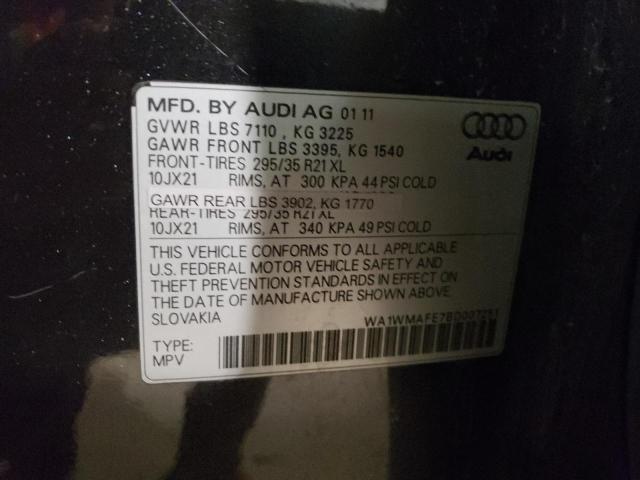 MFD. BY AUDI AG 01 11
GVWR LBS 7110 , KG 3225
GAWR FRONT LBS 3395, KG 1540
FRONT-TIRES 295/35 R21 XL
10JX21 RIMS, AT 300 KPA 44 PSI COLD
GAWR REAR LBS 3902, KG 1770
REAR-TIRES 295/35 R21 XL
10JX21 RIMS, AT 340 KPA 49 PSI COLD
THIS VEHICLE CONFORMS TO ALL APPLICABLE
U.S. FEDERAL MOTOR VEHICLE SAFETY AND
THEFT PREVENTION STANDARDS IN EFFECT ON
THE DATE OF MANUFACTURE SHOWN ABOVE.
SLOVAKIA
WA1WMAFE7BD007251
TYPE:
MPV
Audi